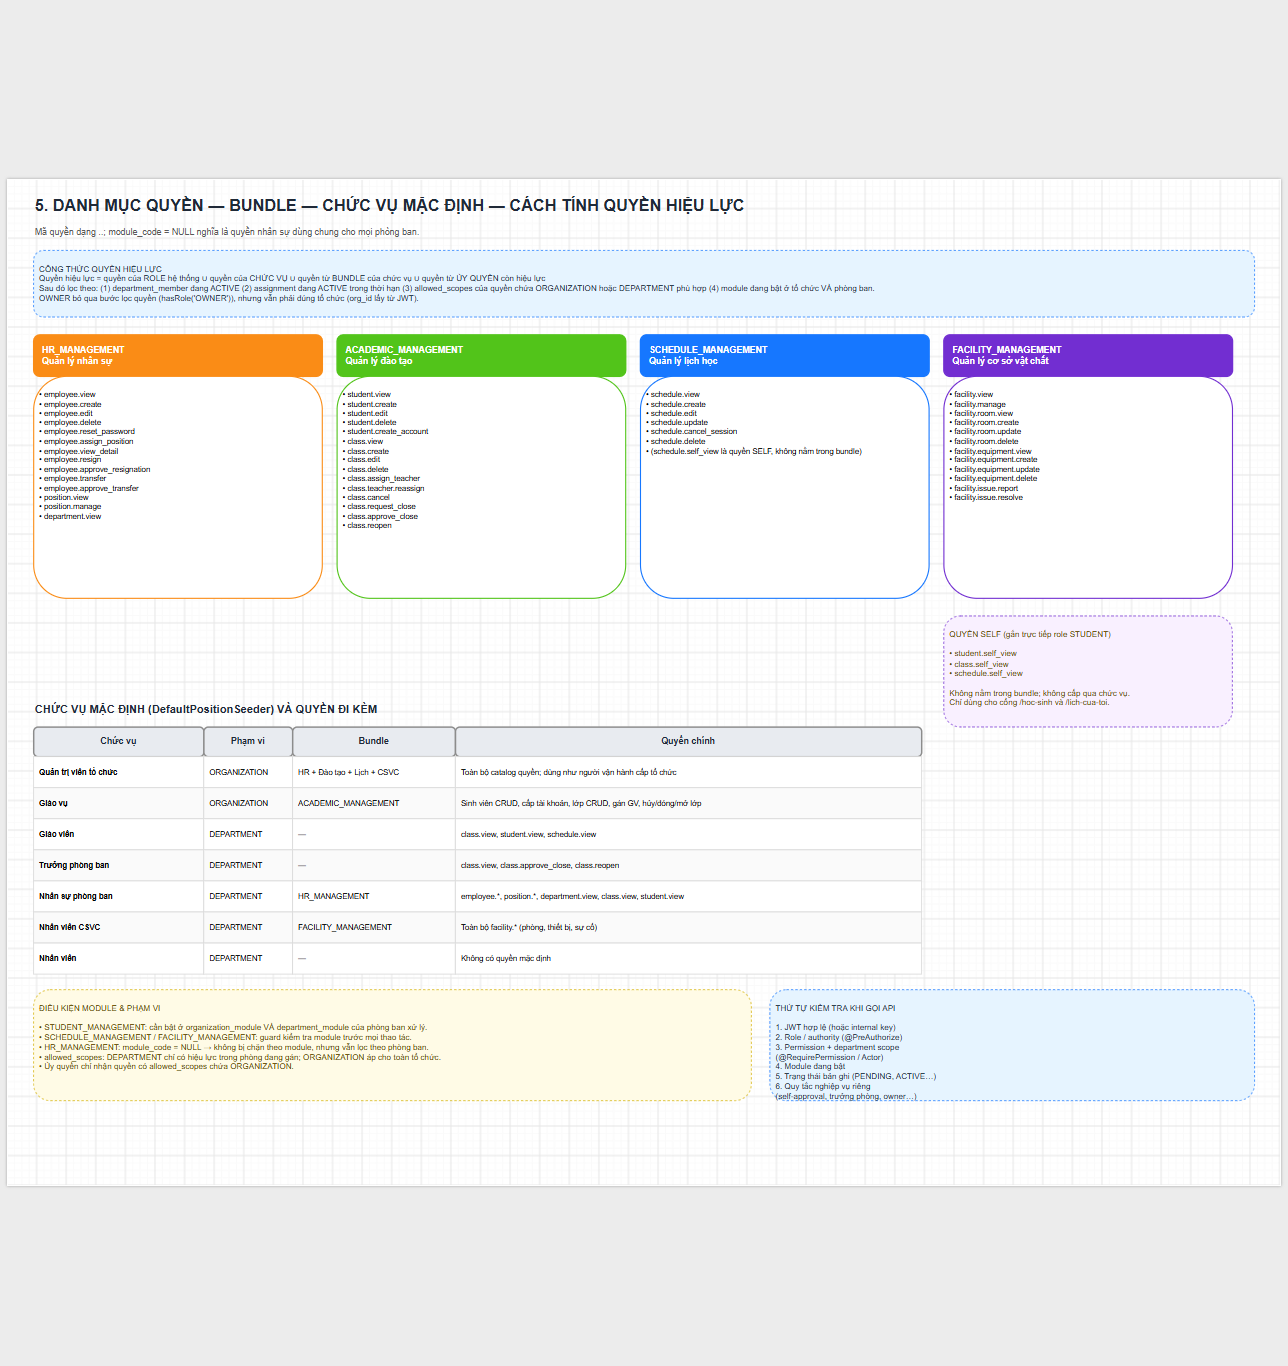 5. DANH MỤC QUYỀN — BUNDLE — CHỨC VỤ MẶC ĐỊNH — CÁCH TÍNH QUYỀN HIỆU LỰC
Mã quyền dạng ..; module_code = NULL nghĩa là quyền nhân sự dùng chung cho mọi phòng ban.
CÔNG THỨC QUYỀN HIỆU LỰC
Quyền hiệu lực = quyền của ROLE hệ thống ∪ quyền của CHỨC VỤ ∪ quyền từ BUNDLE của chức vụ ∪ quyền từ ỦY QUYỀN còn hiệu lực
Sau đó lọc theo: (1) department_member đang ACTIVE (2) assignment đang ACTIVE trong thời hạn (3) allowed_scopes của quyền chứa ORGANIZATION hoặc DEPARTMENT phù hợp (4) module đang bật ở tổ chức VÀ phòng ban.
OWNER bỏ qua bước lọc quyền (hasRole('OWNER')), nhưng vẫn phải đúng tổ chức (org_id lấy từ JWT).
HR_MANAGEMENT
Quản lý nhân sự
• employee.view
• employee.create
• employee.edit
• employee.delete
• employee.reset_password
• employee.assign_position
• employee.view_detail
• employee.resign
• employee.approve_resignation
• employee.transfer
• employee.approve_transfer
• position.view
• position.manage
• department.view
ACADEMIC_MANAGEMENT
Quản lý đào tạo
• student.view
• student.create
• student.edit
• student.delete
• student.create_account
• class.view
• class.create
• class.edit
• class.delete
• class.assign_teacher
• class.teacher.reassign
• class.cancel
• class.request_close
• class.approve_close
• class.reopen
SCHEDULE_MANAGEMENT
Quản lý lịch học
• schedule.view
• schedule.create
• schedule.edit
• schedule.update
• schedule.cancel_session
• schedule.delete
• (schedule.self_view là quyền SELF, không nằm trong bundle)
FACILITY_MANAGEMENT
Quản lý cơ sở vật chất
• facility.view
• facility.manage
• facility.room.view
• facility.room.create
• facility.room.update
• facility.room.delete
• facility.equipment.view
• facility.equipment.create
• facility.equipment.update
• facility.equipment.delete
• facility.issue.report
• facility.issue.resolve
QUYỀN SELF (gắn trực tiếp role STUDENT)
• student.self_view
• class.self_view
• schedule.self_view
Không nằm trong bundle; không cấp qua chức vụ.
Chỉ dùng cho cổng /hoc-sinh và /lich-cua-toi.
CHỨC VỤ MẶC ĐỊNH (DefaultPositionSeeder) VÀ QUYỀN ĐI KÈM
Chức vụ Phạm vi Bundle Quyền chính
Quản trị viên tổ chức ORGANIZATION HR + Đào tạo + Lịch + CSVC Toàn bộ catalog quyền; dùng như người vận hành cấp tổ chức
Giáo vụ ORGANIZATION ACADEMIC_MANAGEMENT Sinh viên CRUD, cấp tài khoản, lớp CRUD, gán GV, hủy/đóng/mở lớp
Giáo viên DEPARTMENT — class.view, student.view, schedule.view
Trưởng phòng ban DEPARTMENT — class.view, class.approve_close, class.reopen
Nhân sự phòng ban DEPARTMENT HR_MANAGEMENT employee.*, position.*, department.view, class.view, student.view
Nhân viên CSVC DEPARTMENT FACILITY_MANAGEMENT Toàn bộ facility.* (phòng, thiết bị, sự cố)
Nhân viên DEPARTMENT — Không có quyền mặc định
ĐIỀU KIỆN MODULE & PHẠM VI
• STUDENT_MANAGEMENT: cần bật ở organization_module VÀ department_module của phòng ban xử lý.
• SCHEDULE_MANAGEMENT / FACILITY_MANAGEMENT: guard kiểm tra module trước mọi thao tác.
• HR_MANAGEMENT: module_code = NULL → không bị chặn theo module, nhưng vẫn lọc theo phòng ban.
• allowed_scopes: DEPARTMENT chỉ có hiệu lực trong phòng đang gán; ORGANIZATION áp cho toàn tổ chức.
• Ủy quyền chỉ nhận quyền có allowed_scopes chứa ORGANIZATION.
THỨ TỰ KIỂM TRA KHI GỌI API
1. JWT hợp lệ (hoặc internal key)
2. Role / authority (@PreAuthorize)
3. Permission + department scope
(@RequirePermission / Actor)
4. Module đang bật
5. Trạng thái bản ghi (PENDING, ACTIVE…)
6. Quy tắc nghiệp vụ riêng
(self-approval, trưởng phòng, owner…)